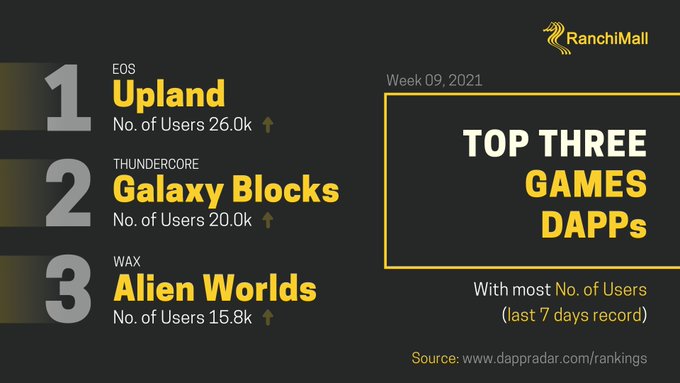 RanchiMall
Week 09, 2021
TOP THREE
GAMES
DAPPs
With most No. of Users
(last 7 days record)
1
EOS
Upland
No. of Users 26.0k
2
THUNDERCORE
Galaxy Blocks
No. of Users 20.0k
3
WAX
Alien Worlds
No. of Users 15.8k
Source: www.dappradar.com/rankings